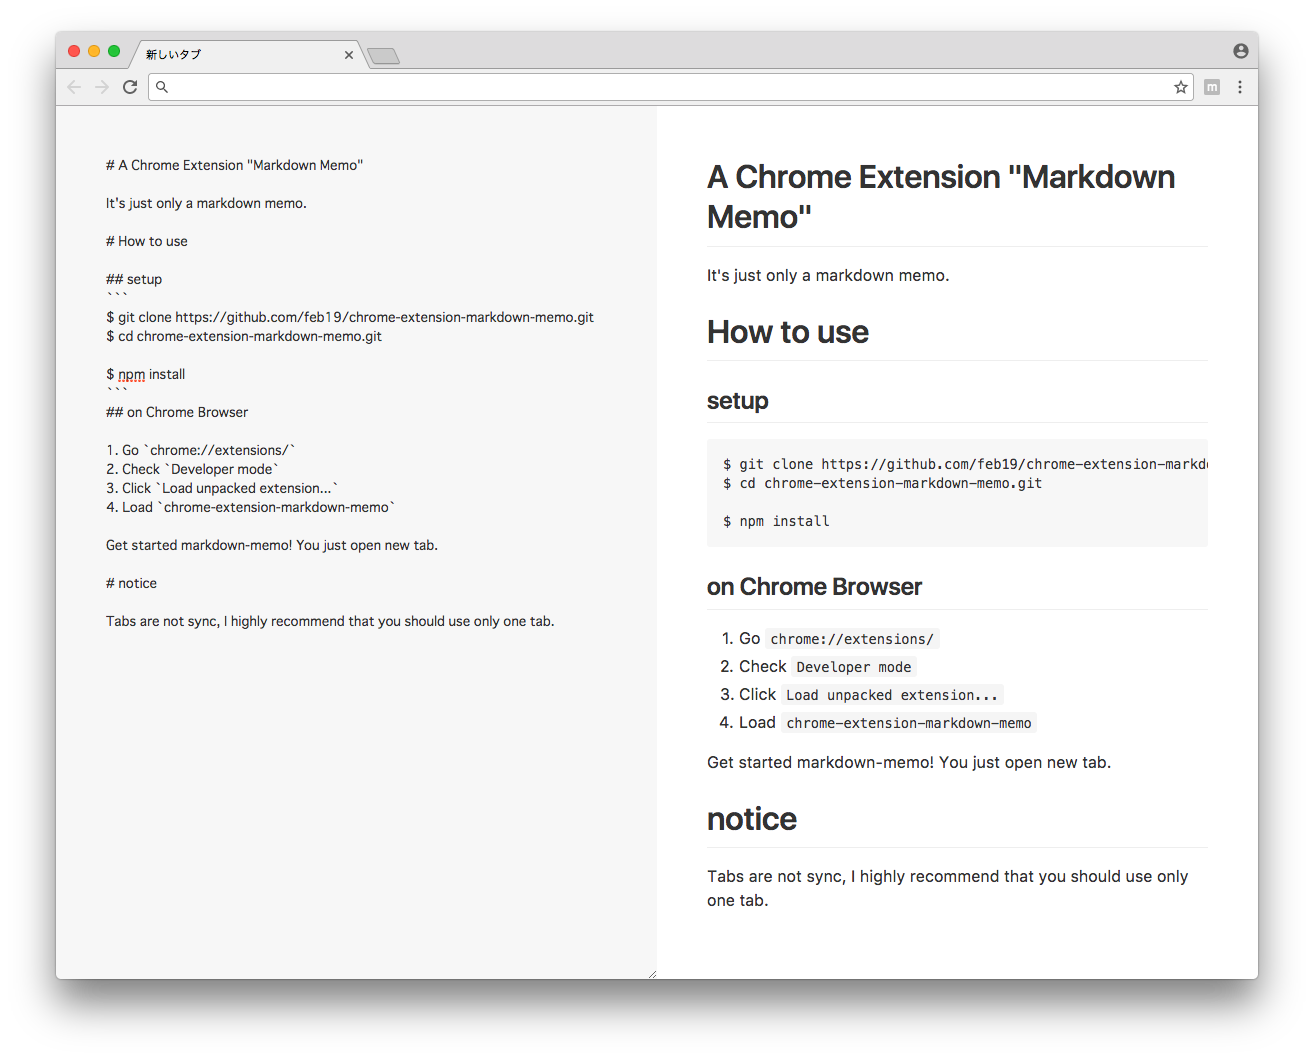 新しいタブ
m
# A Chrome Extension "Markdown Memo"
It's just only a markdown memo.
# How to use
## setup
```
$ git clone https://github.com/feb19/chrome-extension-markdown-memo.git
$ cd chrome-extension-markdown-memo.git
$ npm install
```
## on Chrome Browser
1. Go `chrome://extensions/`
2. Check `Developer mode`
3. Click `Load unpacked extension...`
4. Load `chrome-extension-markdown-memo`
Get started markdown-memo! You just open new tab.
# notice
Tabs are not sync, I highly recommend that you should use only one tab.
A Chrome Extension "Markdown
Memo"
It's just only a markdown memo.
How to use
setup
$ git clone https://github.com/feb19/chrome-extension-markd
$ cd chrome-extension-markdown-memo.git
$ npm install
on Chrome Browser
1. Go chrome://extensions/
2. Check Developer mode
3. Click Load unpacked extension...
4. Load chrome-extension-markdown-memo
Get started markdown-memo! You just open new tab.
notice
Tabs are not sync, I highly recommend that you should use only
one tab.